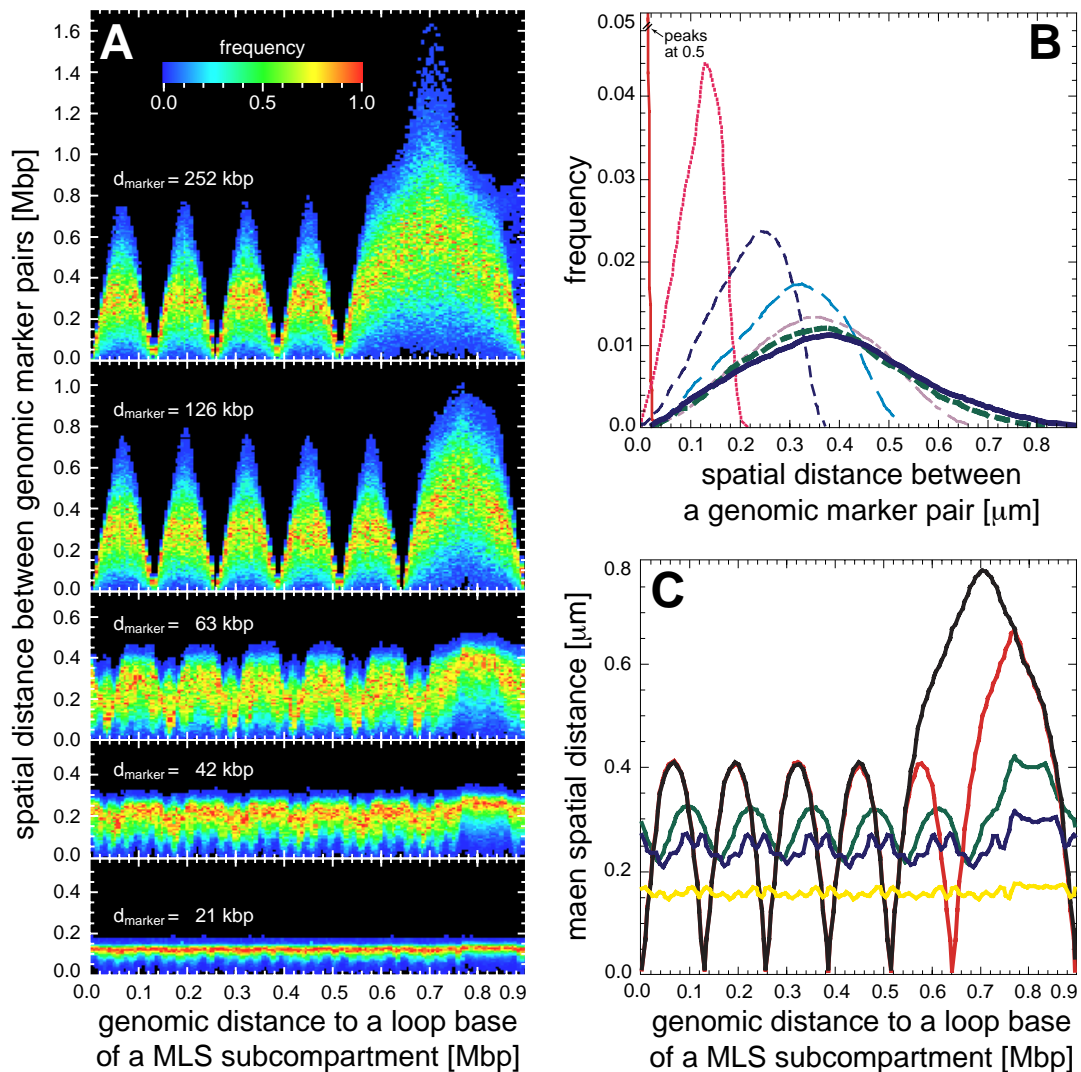 A
frequency
0.0 0.5 1.0
1.6
1.4
1.2
1.0
0.8
0.6
0.4
0.2
0.0
d marker = 252 kbp
1.0
0.8
0.6
0.4
0.2
0.0
d marker = 126 kbp
0.6
0.4
0.2
0.0
d marker = 63 kbp
0.4
0.2
0.0
d marker = 42 kbp
0.4
0.2
0.0
d marker = 21 kbp
0.0 0.1 0.2 0.3 0.4 0.5 0.6 0.7 0.8 0.9
spatial distance between genomic marker pairs [Mbp]
genomic distance to a loop base
of a MLS subcompartment [Mbp]
B
peaks
at 0.5
0.05
0.04
0.03
0.02
0.01
0.0
frequency
0.0 0.1 0.2 0.3 0.4 0.5 0.6 0.7 0.8
spatial distance between
a genomic marker pair [μm]
C
0.8
0.6
0.4
0.2
0.0
maen spatial distance [μm]
0.0 0.1 0.2 0.3 0.4 0.5 0.6 0.7 0.8 0.9
genomic distance to a loop base
of a MLS subcompartment [Mbp]